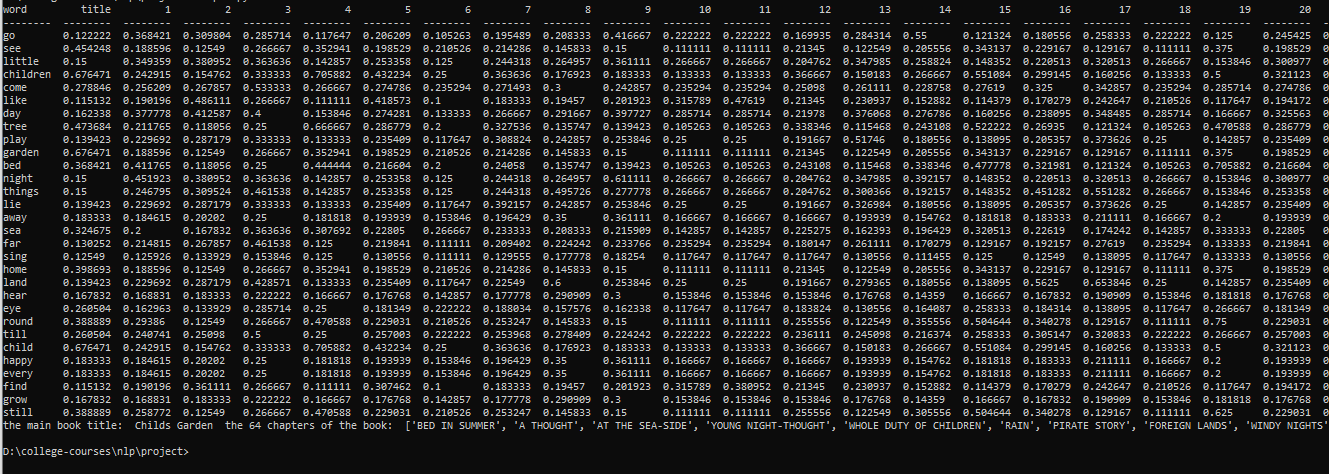 word title 1 2 3 4 5 6 7 8 9 10 11 12 13 14 15 16 17 18 19 20
go 0.122222 0.368421 0.309804 0.285714 0.117647 0.206209 0.105263 0.195489 0.208333 0.416667 0.222222 0.222222 0.169935 0.284314 0.55 0.121324 0.180556 0.258333 0.222222 0.125 0.245425
see 0.454248 0.188596 0.12549 0.266667 0.352941 0.198529 0.210526 0.214286 0.145833 0.15 0.111111 0.111111 0.21345 0.122549 0.205556 0.343137 0.229167 0.129167 0.111111 0.375 0.198529
little 0.15 0.349359 0.380952 0.363636 0.142857 0.253358 0.125 0.244318 0.264957 0.361111 0.266667 0.266667 0.204762 0.347985 0.258824 0.148352 0.220513 0.320513 0.266667 0.153846 0.300977
children 0.676471 0.242915 0.154762 0.333333 0.705882 0.432234 0.25 0.363636 0.176923 0.183333 0.133333 0.133333 0.366667 0.150183 0.266667 0.551084 0.299145 0.160256 0.133333 0.5 0.321123
come 0.278846 0.256209 0.267857 0.533333 0.266667 0.274786 0.235294 0.271493 0.3 0.242857 0.235294 0.235294 0.25098 0.261111 0.228758 0.27619 0.325 0.342857 0.235294 0.285714 0.274786
like 0.115132 0.190196 0.486111 0.266667 0.111111 0.418573 0.1 0.183333 0.19457 0.201923 0.315789 0.47619 0.21345 0.230937 0.152882 0.114379 0.170279 0.242647 0.210526 0.117647 0.194172
day 0.162338 0.377778 0.412587 0.4 0.153846 0.274281 0.133333 0.266667 0.291667 0.397727 0.285714 0.285714 0.21978 0.376068 0.276786 0.160256 0.238095 0.348485 0.285714 0.166667 0.325563
tree 0.473684 0.211765 0.118056 0.25 0.666667 0.286779 0.2 0.327536 0.135747 0.139423 0.105263 0.105263 0.338346 0.115468 0.243108 0.522222 0.26935 0.121324 0.105263 0.470588 0.286779
play 0.139423 0.229692 0.287179 0.333333 0.133333 0.235409 0.117647 0.308824 0.242857 0.253846 0.25 0.25 0.191667 0.51746 0.180556 0.138095 0.205357 0.373626 0.25 0.142857 0.235409
garden 0.676471 0.188596 0.12549 0.266667 0.352941 0.198529 0.210526 0.214286 0.145833 0.15 0.111111 0.111111 0.21345 0.122549 0.205556 0.343137 0.229167 0.129167 0.111111 0.375 0.198529
bed 0.368421 0.411765 0.118056 0.25 0.444444 0.216604 0.2 0.24058 0.135747 0.139423 0.105263 0.105263 0.243108 0.115468 0.338346 0.477778 0.321981 0.121324 0.105263 0.705882 0.216604
night 0.15 0.451923 0.380952 0.363636 0.142857 0.253358 0.125 0.244318 0.264957 0.611111 0.266667 0.266667 0.204762 0.347985 0.392157 0.148352 0.220513 0.320513 0.266667 0.153846 0.300977
things 0.15 0.246795 0.309524 0.461538 0.142857 0.253358 0.125 0.244318 0.495726 0.277778 0.266667 0.266667 0.204762 0.300366 0.192157 0.148352 0.451282 0.551282 0.266667 0.153846 0.253358
lie 0.139423 0.229692 0.287179 0.333333 0.133333 0.235409 0.117647 0.392157 0.242857 0.253846 0.25 0.25 0.191667 0.326984 0.180556 0.138095 0.205357 0.373626 0.25 0.142857 0.235409
away 0.183333 0.184615 0.20202 0.25 0.181818 0.193939 0.153846 0.196429 0.35 0.361111 0.166667 0.166667 0.166667 0.193939 0.154762 0.181818 0.183333 0.211111 0.166667 0.2 0.193939
sea 0.324675 0.2 0.167832 0.363636 0.307692 0.22805 0.266667 0.233333 0.208333 0.215909 0.142857 0.142857 0.225275 0.162393 0.196429 0.320513 0.22619 0.174242 0.142857 0.333333 0.22805
far 0.130252 0.214815 0.267857 0.461538 0.125 0.219841 0.111111 0.209402 0.224242 0.233766 0.235294 0.235294 0.180147 0.261111 0.170279 0.129167 0.192157 0.27619 0.235294 0.133333 0.219841
sing 0.12549 0.125926 0.133929 0.153846 0.125 0.130556 0.111111 0.129555 0.177778 0.18254 0.117647 0.117647 0.117647 0.130556 0.111455 0.125 0.12549 0.138095 0.117647 0.133333 0.130556
home 0.398693 0.188596 0.12549 0.266667 0.352941 0.198529 0.210526 0.214286 0.145833 0.15 0.111111 0.111111 0.21345 0.122549 0.205556 0.343137 0.229167 0.129167 0.111111 0.375 0.198529
land 0.139423 0.229692 0.287179 0.428571 0.133333 0.235409 0.117647 0.22549 0.6 0.253846 0.25 0.25 0.191667 0.279365 0.180556 0.138095 0.5625 0.653846 0.25 0.142857 0.235409
hear 0.167832 0.168831 0.183333 0.222222 0.166667 0.176768 0.142857 0.177778 0.290909 0.3 0.153846 0.153846 0.153846 0.176768 0.14359 0.166667 0.167832 0.190909 0.153846 0.181818 0.176768
eye 0.260504 0.162963 0.133929 0.285714 0.25 0.181349 0.222222 0.188034 0.157576 0.162338 0.117647 0.117647 0.183824 0.130556 0.164087 0.258333 0.184314 0.138095 0.117647 0.266667 0.181349
round 0.388889 0.29386 0.12549 0.266667 0.470588 0.229031 0.210526 0.253247 0.145833 0.15 0.111111 0.111111 0.255556 0.122549 0.355556 0.504644 0.340278 0.129167 0.111111 0.75 0.229031
till 0.260504 0.240741 0.25098 0.5 0.25 0.257003 0.222222 0.253968 0.278409 0.224242 0.222222 0.222222 0.236111 0.245098 0.216374 0.258333 0.305147 0.320833 0.222222 0.266667 0.257003
child 0.676471 0.242915 0.154762 0.333333 0.705882 0.432234 0.25 0.363636 0.176923 0.183333 0.133333 0.133333 0.366667 0.150183 0.266667 0.551084 0.299145 0.160256 0.133333 0.5 0.321123
happy 0.183333 0.184615 0.20202 0.25 0.181818 0.193939 0.153846 0.196429 0.35 0.361111 0.166667 0.166667 0.166667 0.193939 0.154762 0.181818 0.183333 0.211111 0.166667 0.2 0.193939
every 0.183333 0.184615 0.20202 0.25 0.181818 0.193939 0.153846 0.196429 0.35 0.361111 0.166667 0.166667 0.166667 0.193939 0.154762 0.181818 0.183333 0.211111 0.166667 0.2 0.193939
find 0.115132 0.190196 0.361111 0.266667 0.111111 0.307462 0.1 0.183333 0.19457 0.201923 0.315789 0.380952 0.21345 0.230937 0.152882 0.114379 0.170279 0.242647 0.210526 0.117647 0.194172
grow 0.167832 0.168831 0.183333 0.222222 0.166667 0.176768 0.142857 0.177778 0.290909 0.3 0.153846 0.153846 0.153846 0.176768 0.14359 0.166667 0.167832 0.190909 0.153846 0.181818 0.176768
still 0.388889 0.258772 0.12549 0.266667 0.470588 0.229031 0.210526 0.253247 0.145833 0.15 0.111111 0.111111 0.255556 0.122549 0.305556 0.504644 0.340278 0.129167 0.111111 0.625 0.229031
the main book title:  Childs Garden  the 64 chapters of the book:  ['BED IN SUMMER', 'A THOUGHT', 'AT THE SEA-SIDE', 'YOUNG NIGHT-THOUGHT', 'WHOLE DUTY OF CHILDREN', 'RAIN', 'PIRATE STORY', 'FOREIGN LANDS', 'WINDY NIGHTS'
D:\college-courses\nlp\project>